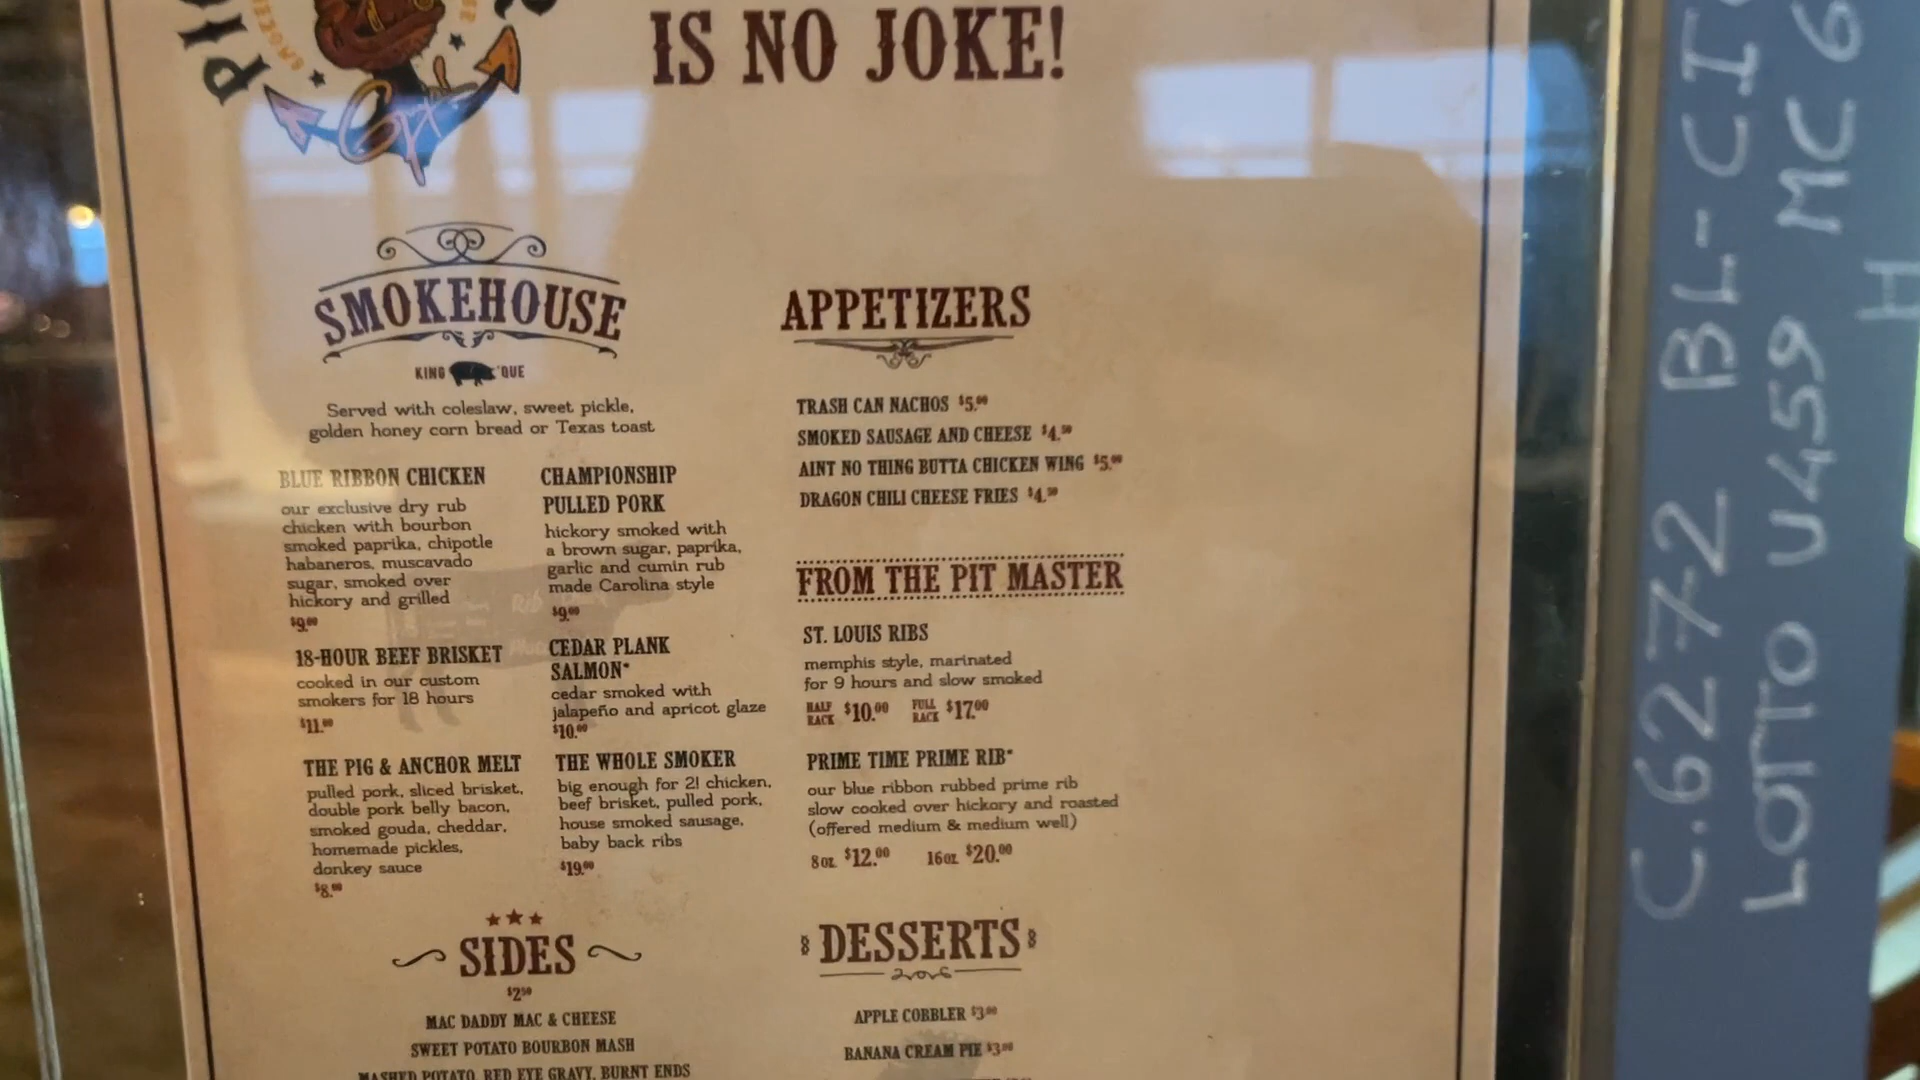 PI
IS NO JOKE!
SMOKEHOUSE
KING 'QUE
Served with coleslaw, sweet pickle,
golden honey corn bread or Texas toast
BLUE RIBBON CHICKEN
our exclusive dry rub
chicken with bourbon
smoked paprika, chipotle
habaneros, muscavado
sugar, smoked over
hickory and grilled
$9.00
18-HOUR BEEF BRISKET
cooked in our custom
smokers for 18 hours
$11.00
THE PIG & ANCHOR MELT
pulled pork, sliced brisket,
double pork belly bacon,
smoked gouda, cheddar,
homemade pickles,
donkey sauce
$8.00
CHAMPIONSHIP
PULLED PORK
hickory smoked with
a brown sugar, paprika,
garlic and cumin rub
made Carolina style
$9.00
CEDAR PLANK
SALMON*
cedar smoked with
jalapeño and apricot glaze
$10.00
THE WHOLE SMOKER
big enough for 2! chicken,
beef brisket, pulled pork,
house smoked sausage,
baby back ribs
$19.00
SIDES
$2.50
MAC DADDY MAC & CHEESE
SWEET POTATO BOURBON MASH
MASHED POTATO, RED EYE GRAVY, BURNT ENDS
APPETIZERS
TRASH CAN NACHOS $5.00
SMOKED SAUSAGE AND CHEESE $4.50
AINT NO THING BUTTA CHICKEN WING $5.00
DRAGON CHILI CHEESE FRIES $4.50
FROM THE PIT MASTER
ST. LOUIS RIBS
memphis style, marinated
for 9 hours and slow smoked
HALF RACK $10.00 FULL RACK $17.00
PRIME TIME PRIME RIB*
our blue ribbon rubbed prime rib
slow cooked over hickory and roasted
(offered medium & medium well)
8 oz $12.00 16 oz $20.00
DESSERTS
APPLE COBBLER $3.00
BANANA CREAM PIE $3.00
C.6272 BL-CI
LOTTO U459 MC 6
H